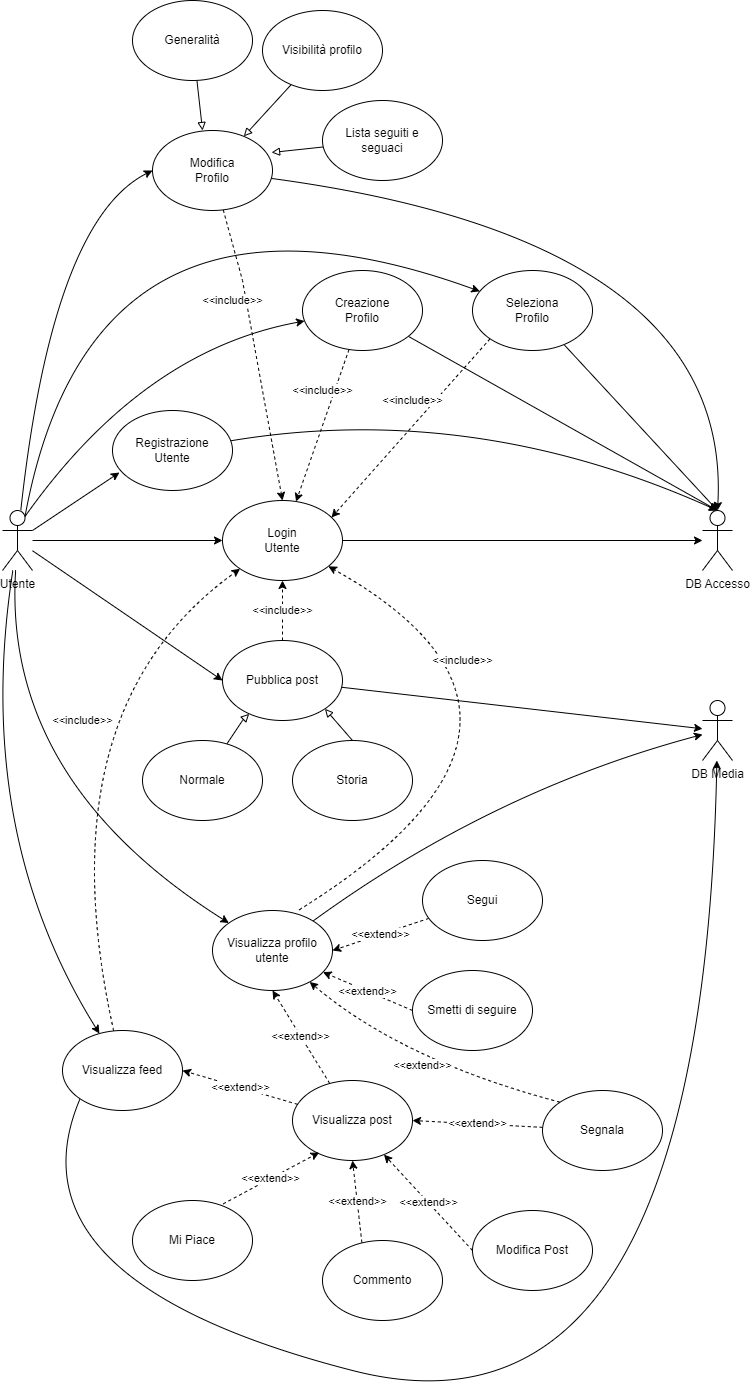 Generalità
Visibilità profilo
Lista seguiti e
seguaci
Modifica
Profilo
<<include>>
Creazione
Profilo
Seleziona
Profilo
<<include>>
<<include>>
Registrazione
Utente
Login
Utente
Utente
DB Accesso
<<include>>
<<include>>
Pubblica post
<<include>>
Normale
Storia
DB Media
Segui
Visualizza profilo
utente
<<extend>>
<<extend>>
Smetti di seguire
<<extend>>
<<extend>>
Visualizza feed
<<extend>>
Visualizza post
<<extend>>
Segnala
<<extend>>
<<extend>>
<<extend>>
Mi Piace
Commento
Modifica Post